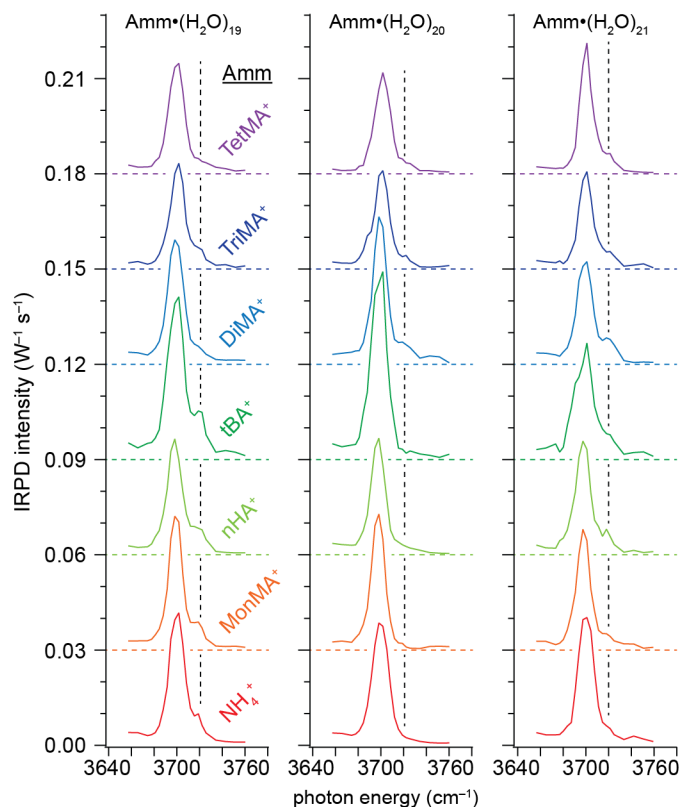 Amm•(H₂O)₁₉ Amm•(H₂O)₂₀ Amm•(H₂O)₂₁
Amm
0.21
TetMA⁺
0.18
TriMA⁺
0.15
DiMA⁺
0.12
tBA⁺
0.09
nHA⁺
0.06
MonMA⁺
0.03
NH₄⁺
0.00
IRPD intensity (W⁻¹ s⁻¹)
3640 3700 3760 3640 3700 3760 3640 3700 3760
photon energy (cm⁻¹)